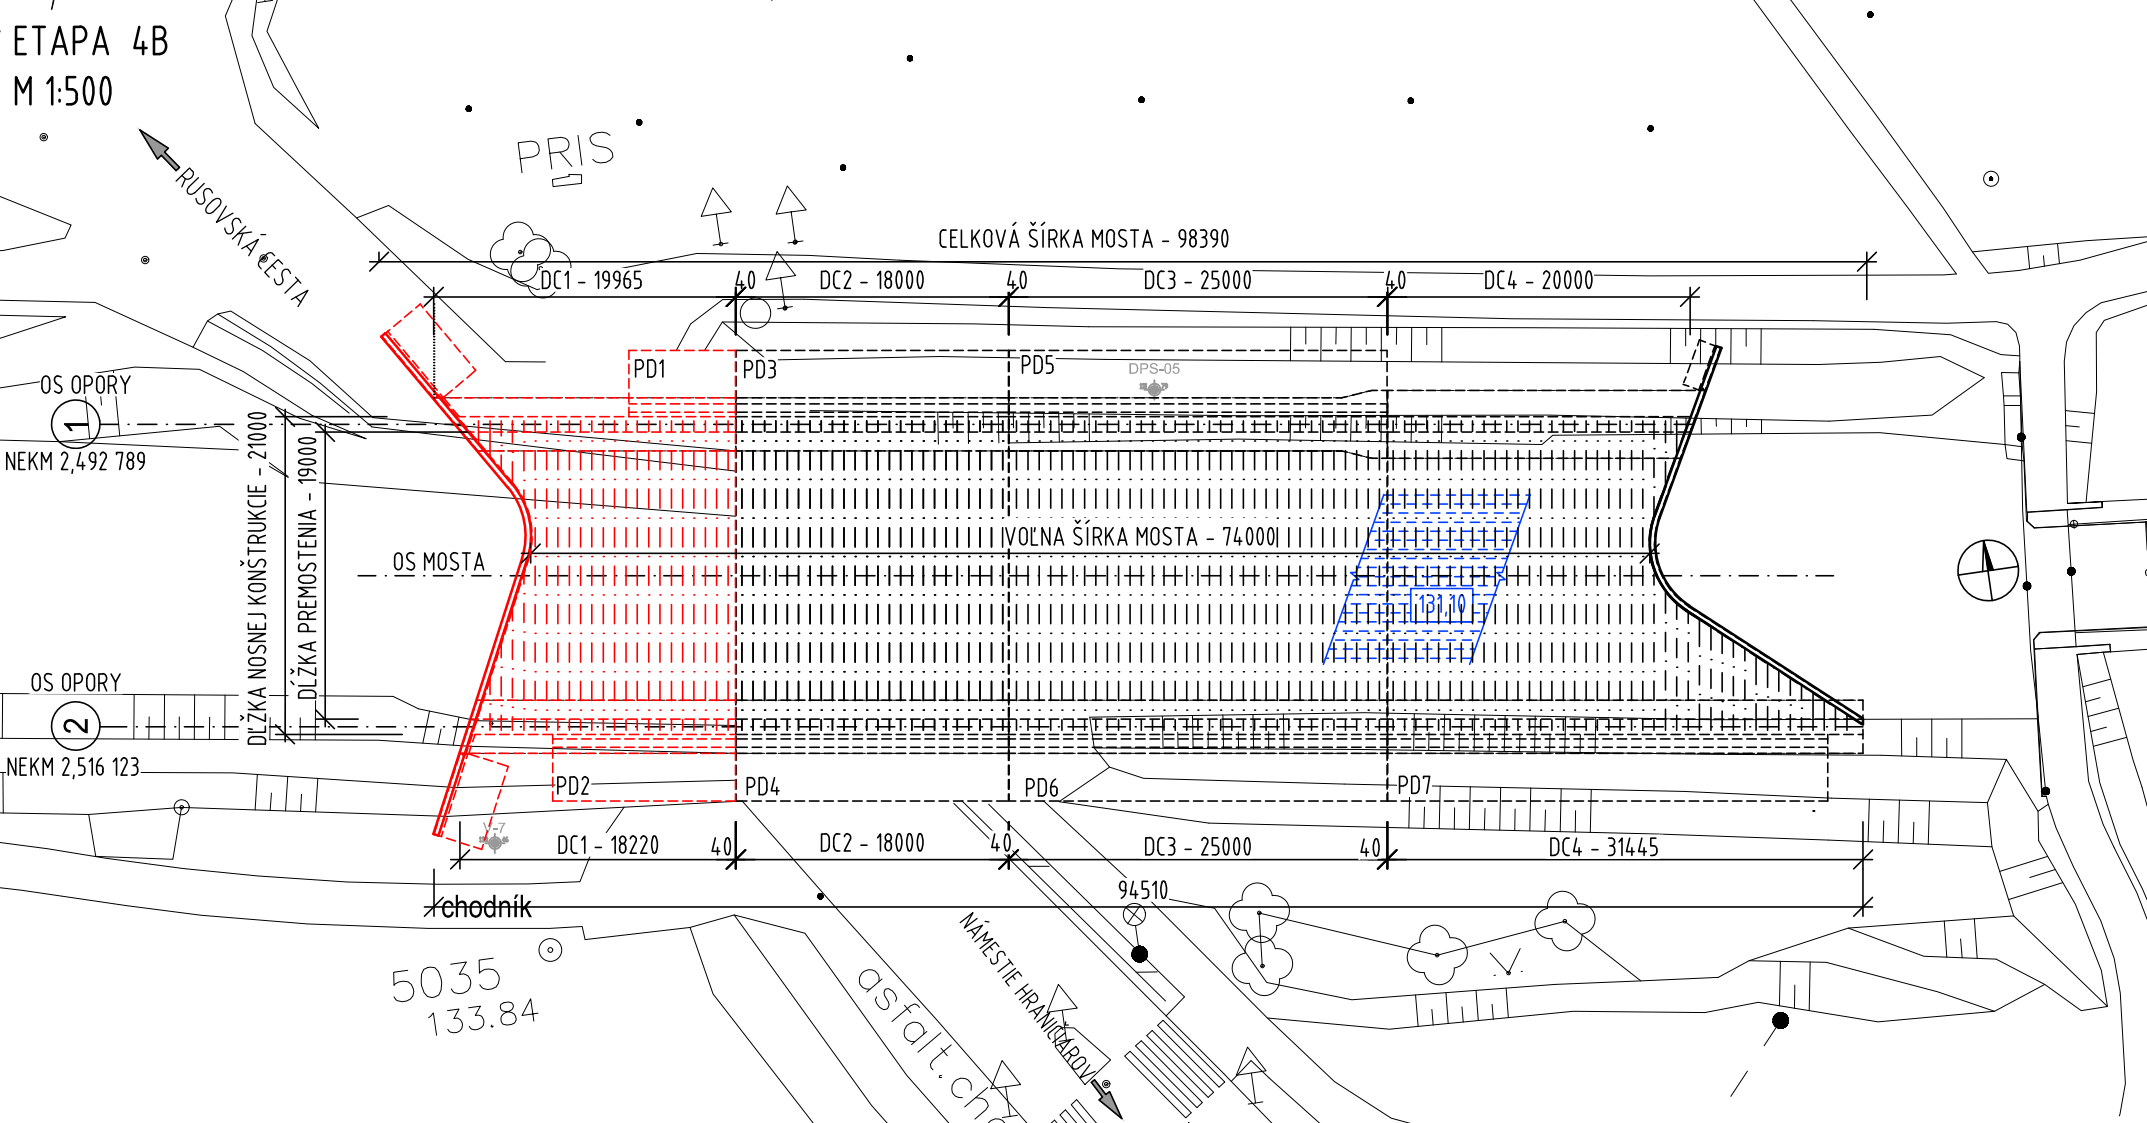 ETAPA 4B
M 1:500
RUSOVSKÁ CESTA
PRIS
CELKOVÁ ŠÍRKA MOSTA - 98390
DC1 - 19965
40
DC2 - 18000
40
DC3 - 25000
40
DC4 - 20000
PD1
PD3
PD5
DPS-05
OS OPORY
1
NEKM 2,492 789
DĹŽKA NOSNEJ KONŠTRUKCIE - 21000
DĹŽKA PREMOSTENIA - 19000
VOĽNA ŠÍRKA MOSTA - 74000
OS MOSTA
131,10
OS OPORY
2
NEKM 2,516 123
PD2
PD4
PD6
PD7
V-7
DC1 - 18220
40
DC2 - 18000
40
DC3 - 25000
40
DC4 - 31445
94510
chodník
5035
133.84
asfalt.cho
NÁMESTIE HRANIČIAROV